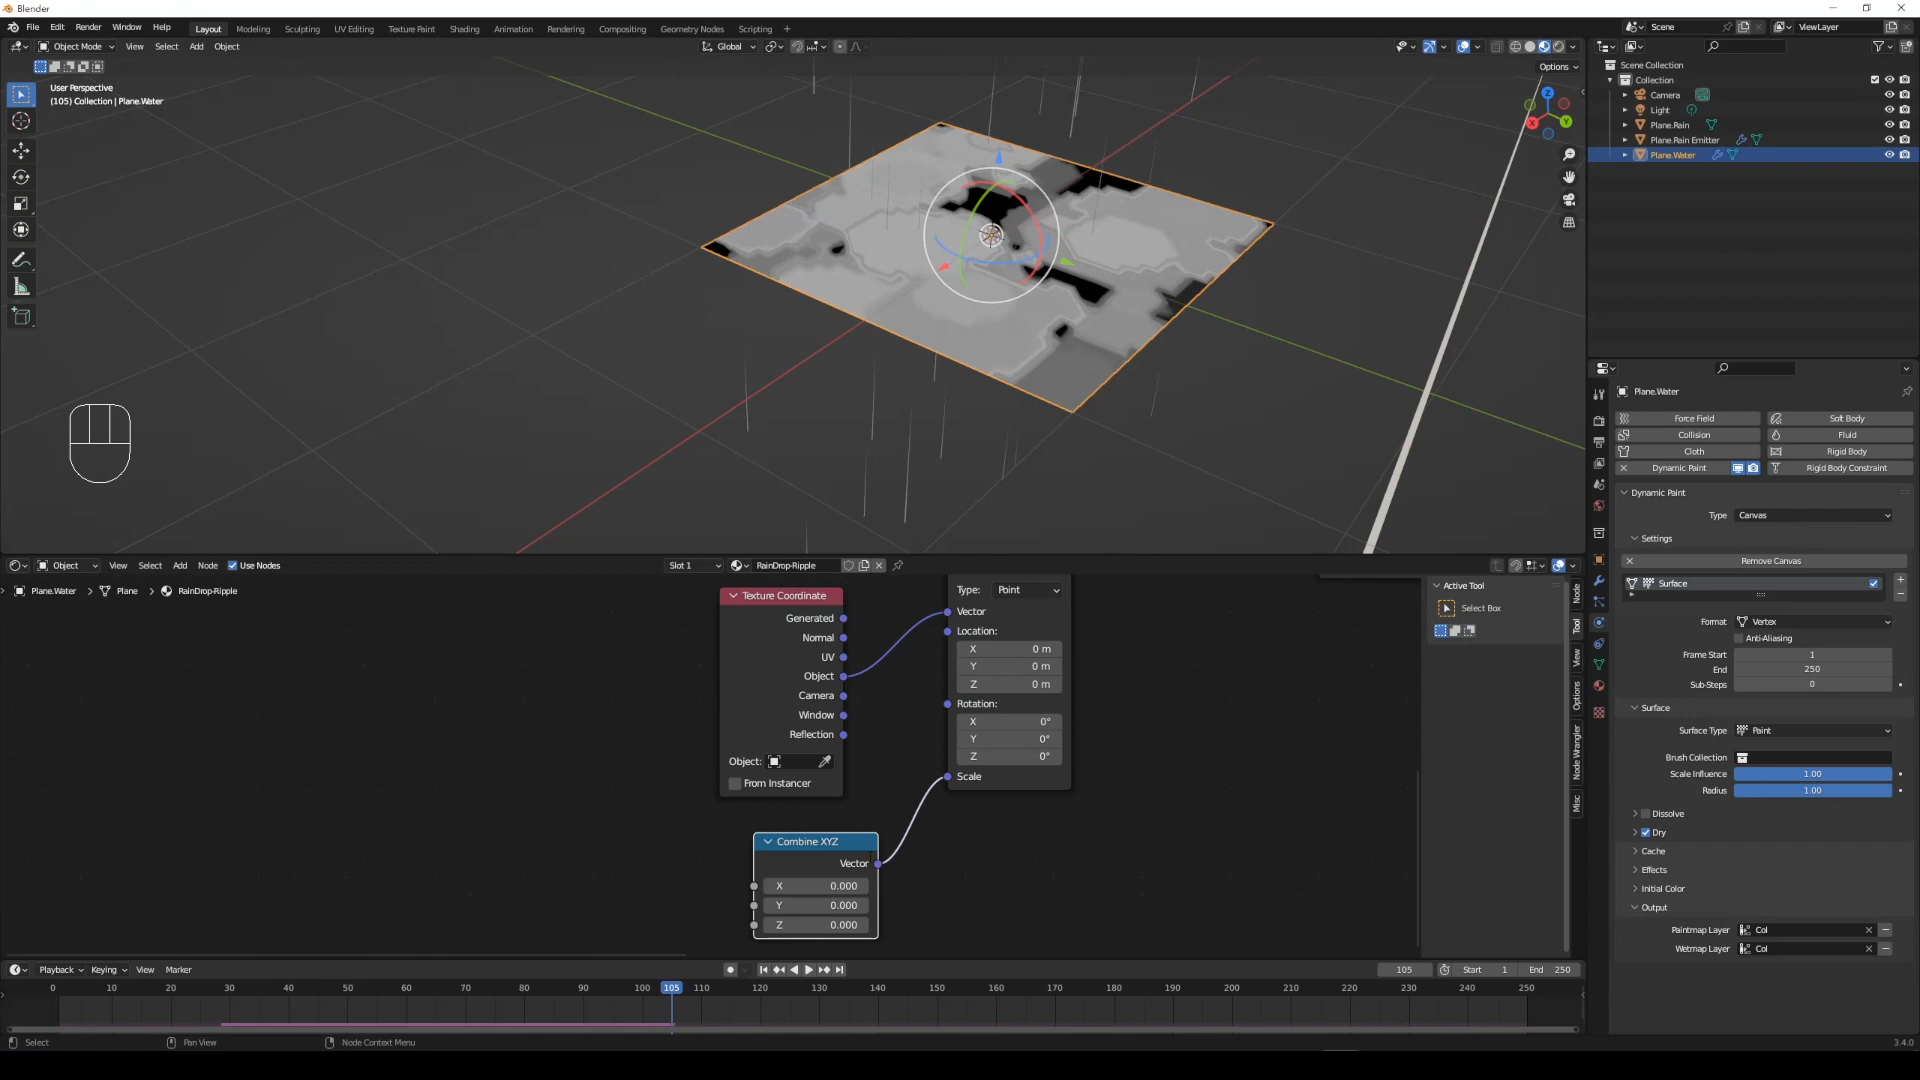 Blender
File Edit Render Window Help Layout Modeling Sculpting UV Editing Texture Paint Shading Animation Rendering Compositing Geometry Nodes Scripting + Scene ViewLayer
Object Mode View Select Add Object Global
Options
User Perspective
(105) Collection | Plane.Water
Z
X
Y
Scene Collection
Collection
Camera
Light
Plane.Rain
Plane.Rain Emitter
Plane.Water
Plane.Water
Force Field Soft Body
Collision Fluid
Cloth Rigid Body
Dynamic Paint Rigid Body Constraint
Dynamic Paint
Type Canvas
Settings
Remove Canvas
Surface
Format Vertex
Anti-Aliasing
Frame Start 1
End 250
Sub-Steps 0
Surface
Surface Type Paint
Brush Collection
Scale Influence 1.00
Radius 1.00
Dissolve
Dry
Cache
Effects
Initial Color
Output
Paintmap Layer Col
Wetmap Layer Col
Object View Select Add Node Use Nodes Slot 1 RainDrop-Ripple
Plane.Water > Plane > RainDrop-Ripple
Texture Coordinate
Generated
Normal
UV
Object
Camera
Window
Reflection
Object:
From Instancer
Type: Point
Vector
Location:
X 0 m
Y 0 m
Z 0 m
Rotation:
X 0°
Y 0°
Z 0°
Scale
Combine XYZ
Vector
X 0.000
Y 0.000
Z 0.000
Active Tool
Select Box
Node
Tool
View
Options
Node Wrangler
Misc
Playback Keying View Marker 105 Start 1 End 250
0 10 20 30 40 50 60 70 80 90 100 105 110 120 130 140 150 160 170 180 190 200 210 220 230 240 250
Select Pan View Node Context Menu 3.4.0